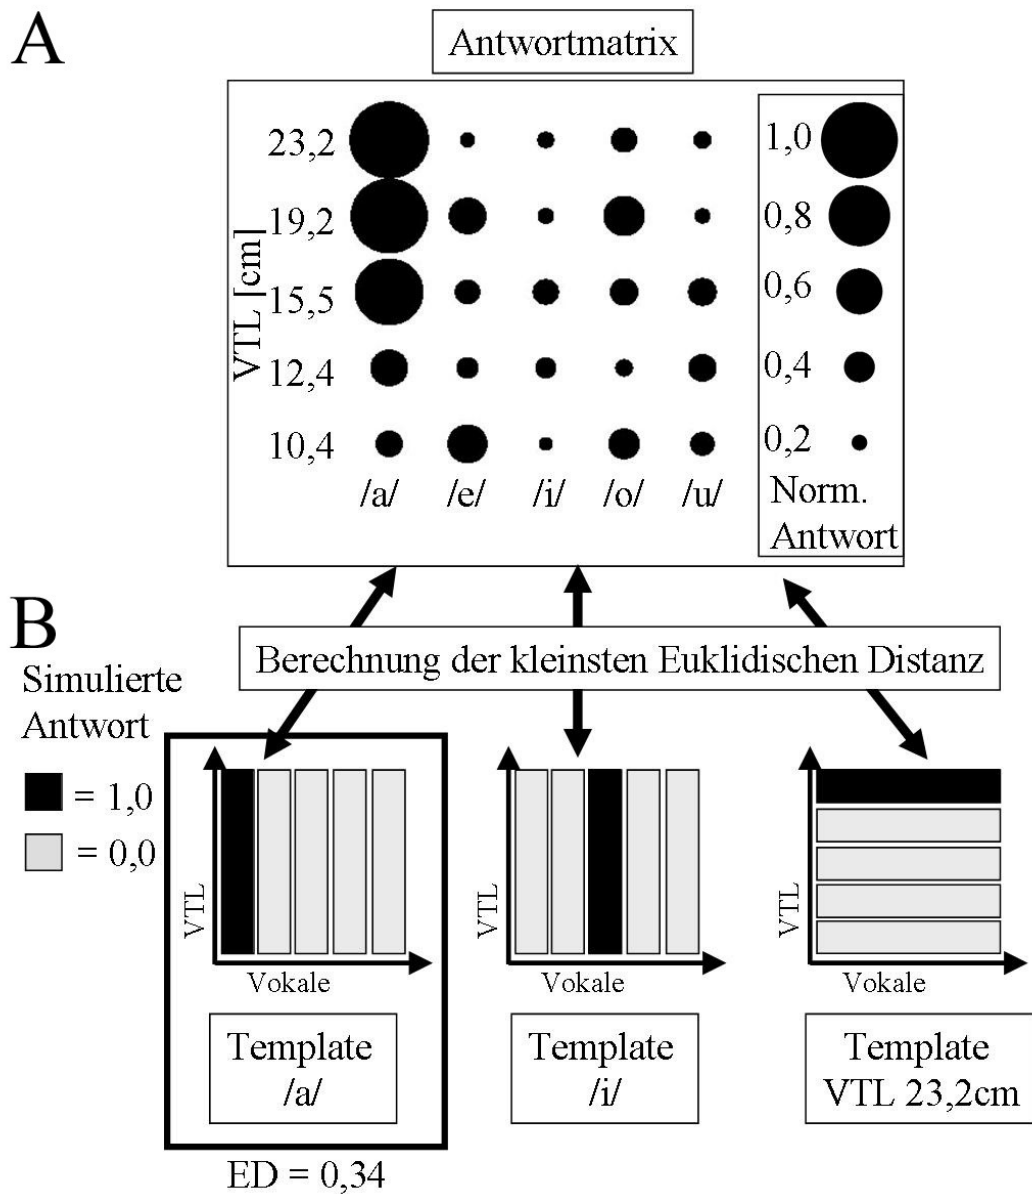 A
Antwortmatrix
VTL [cm]
23,2
19,2
15,5
12,4
10,4
/a/ /e/ /i/ /o/ /u/
1,0
0,8
0,6
0,4
0,2
Norm.
Antwort
B
Berechnung der kleinsten Euklidischen Distanz
Simulierte
Antwort
= 1,0
= 0,0
VTL
Vokale
Template
/a/
ED = 0,34
VTL
Vokale
Template
/i/
VTL
Vokale
Template
VTL 23,2cm